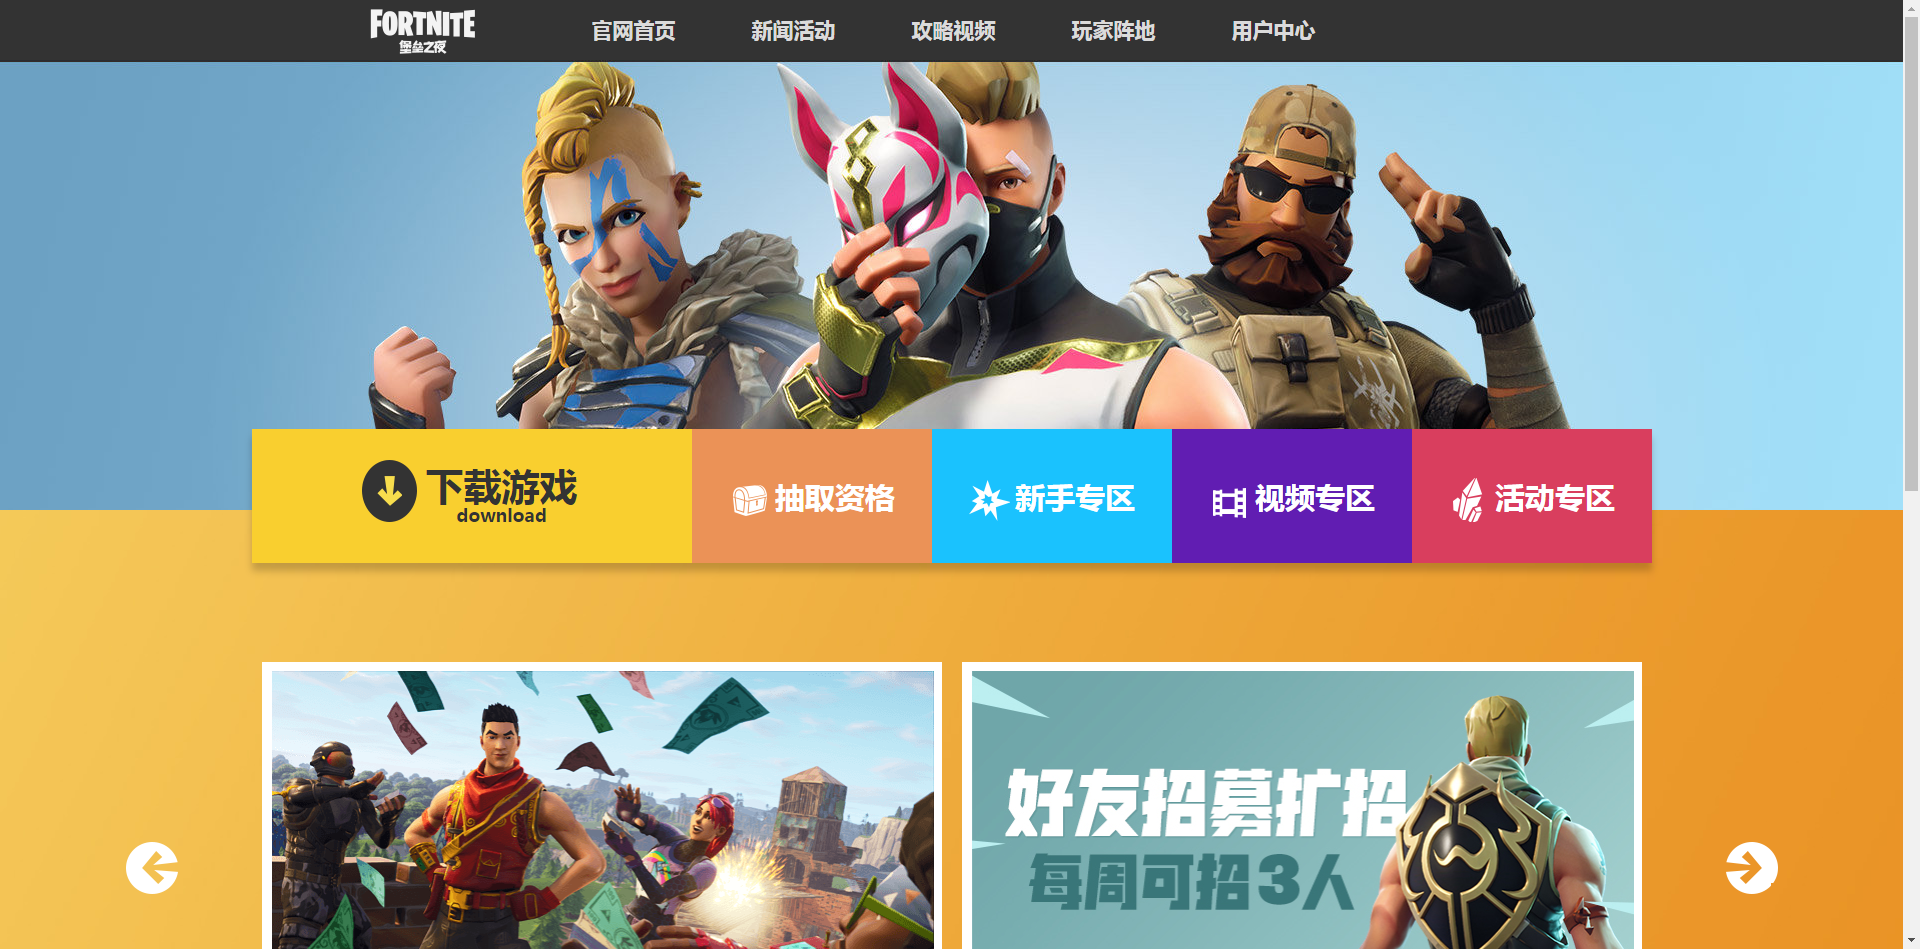 FORTNITE
堡垒之夜
官网首页
新闻活动
攻略视频
玩家阵地
用户中心
下载游戏
download
抽取资格
新手专区
视频专区
活动专区
好友招募扩招
每周可招3人